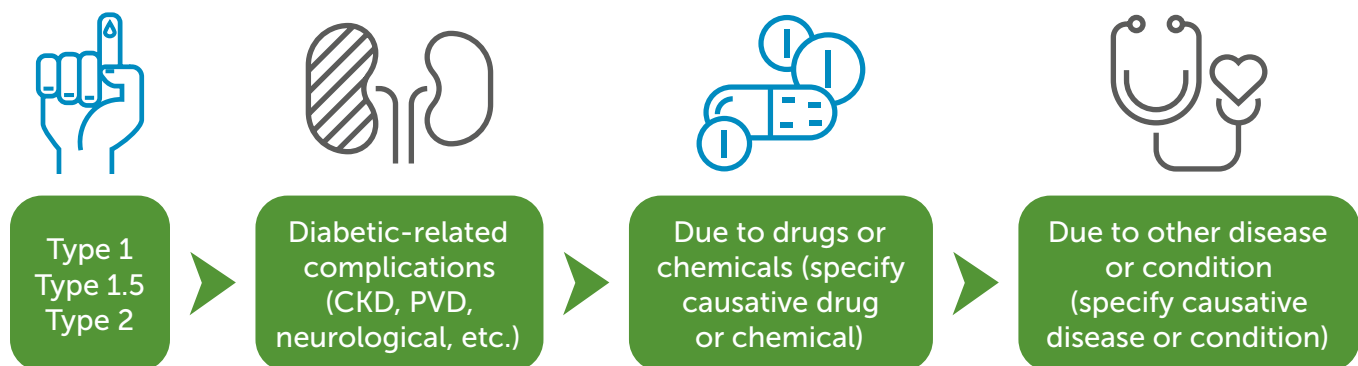 Type 1
Type 1.5
Type 2
Diabetic-related
complications
(CKD, PVD,
neurological, etc.)
Due to drugs or
chemicals (specify
causative drug
or chemical)
Due to other disease
or condition
(specify causative
disease or condition)